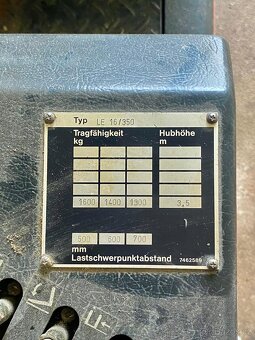 Typ LE 16/350
Tragfähigkeit Hubhöhe
kg m
1600 1400 1300 3,5
500 600 700
mm
Lastschwerpunktabstand 7462589